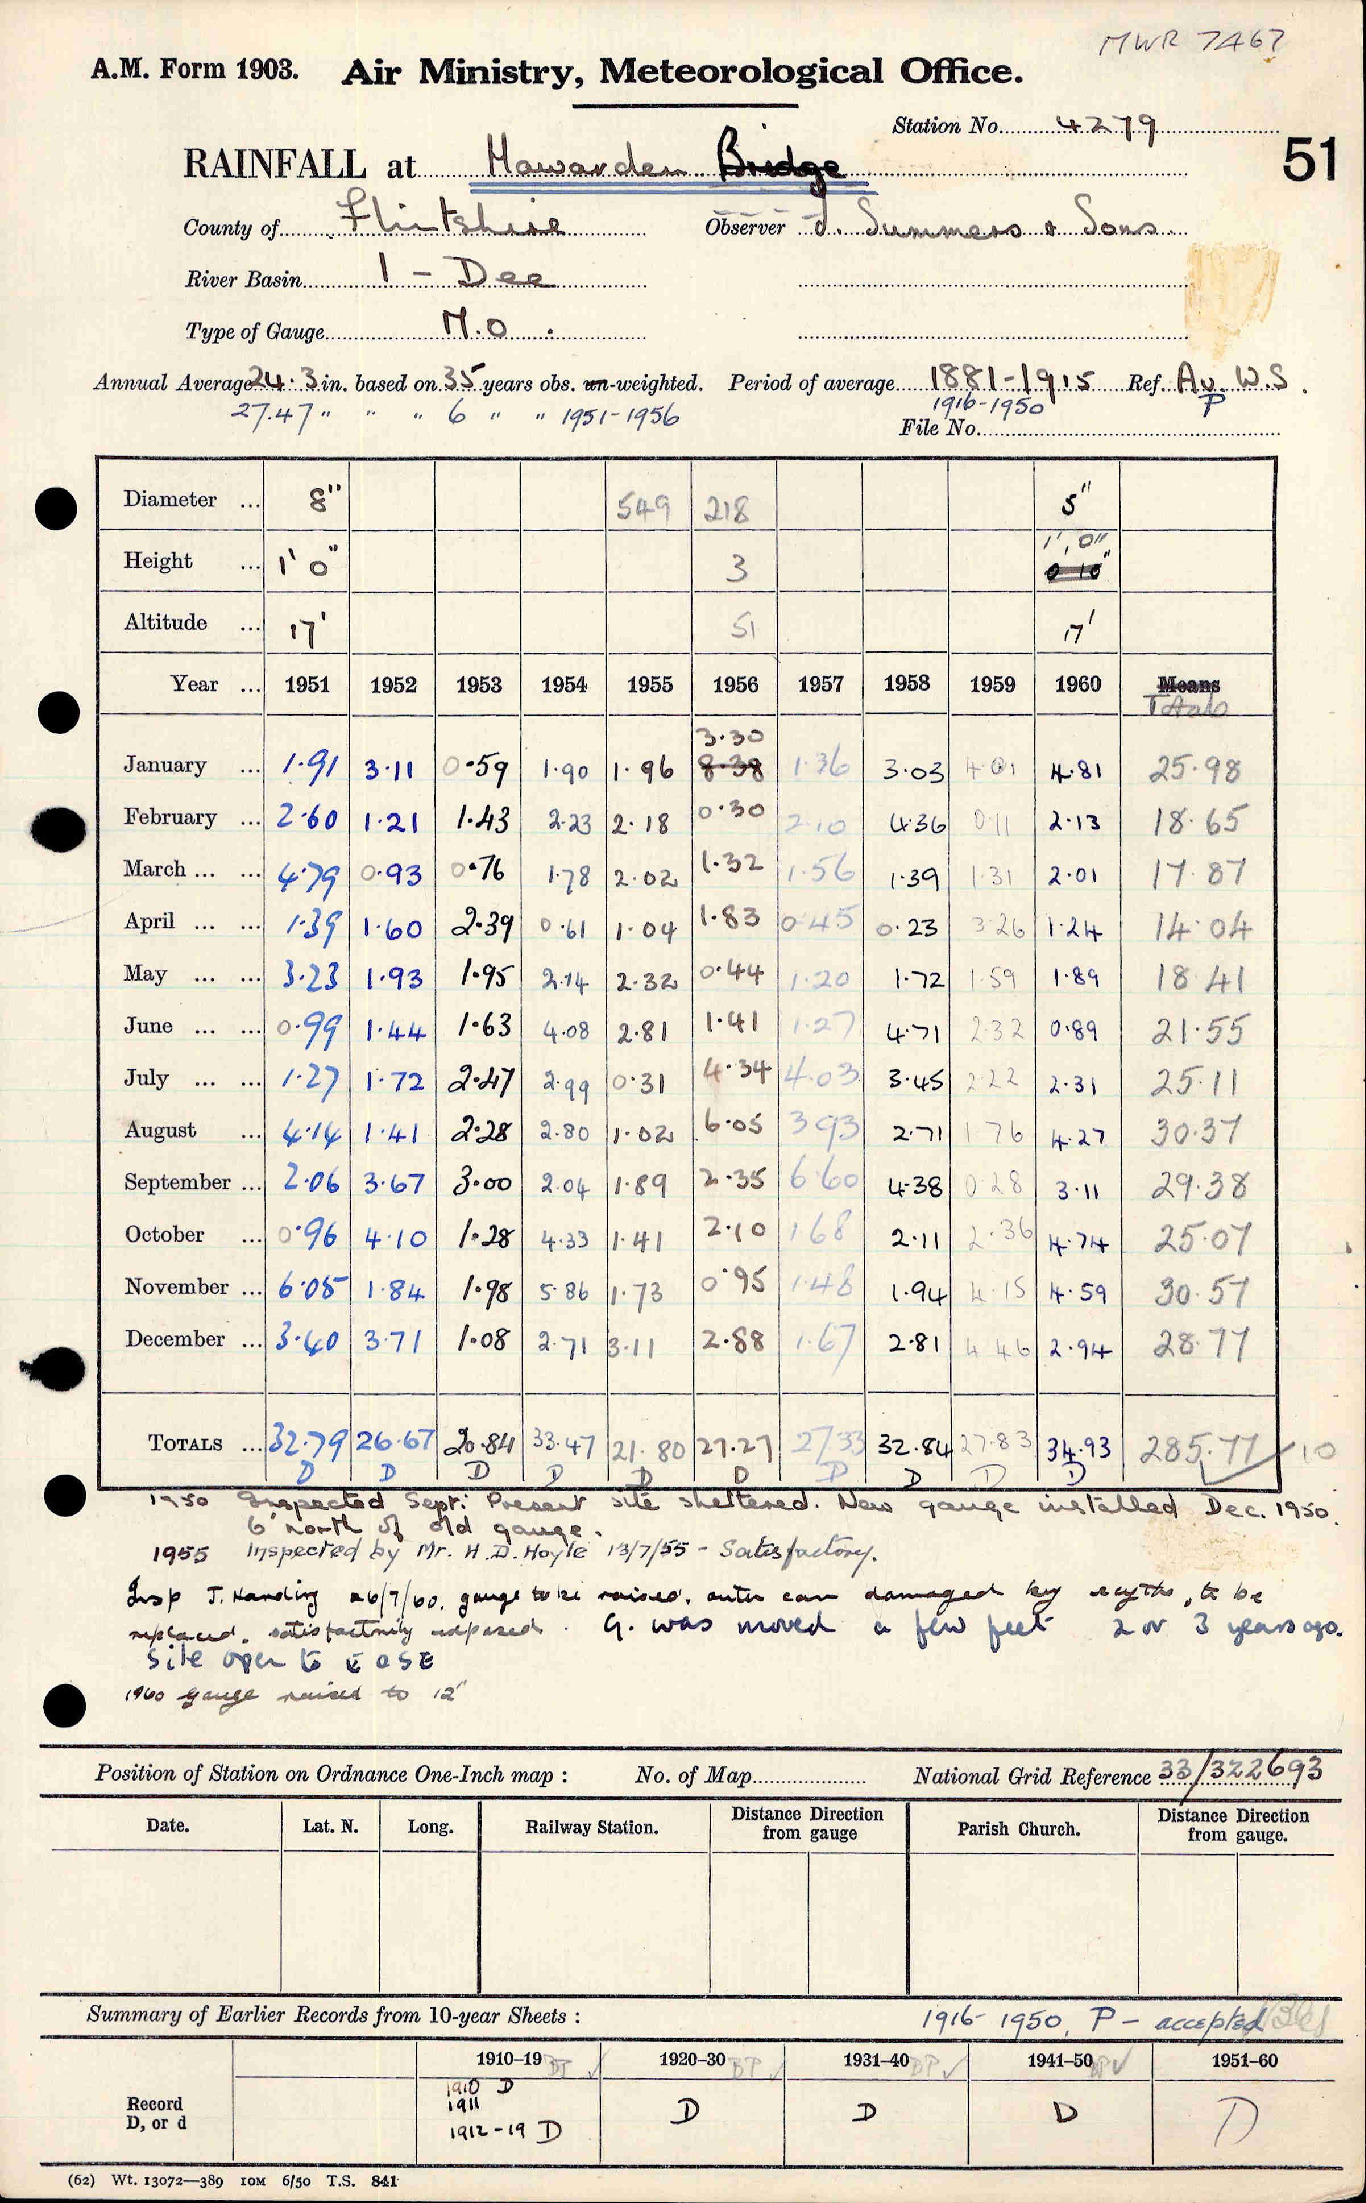 MWR 7467
A.M. Form 1903. Air Ministry, Meteorological Office.
Station No. 4279
51
RAINFALL at Hawarden Bridge
County of Flintshire Observer J. Summers & Sons
River Basin 1 - Dee
Type of Gauge M.O.
Annual Average 24.3 in. based on 35 years obs. un-weighted. Period of average 1881-1915 Ref. Av. W.S.
27.47 " " " 6 " " 1951-1956 1916-1950 P
File No.
Diameter ... 8" 549 218 5"
Height ... 1' 0" 3 1', 0" 0 10"
Altitude ... 17' 51 17'
Year ... 1951 1952 1953 1954 1955 1956 1957 1958 1959 1960 Means Totals
January ... 1.91 3.11 0.59 1.90 1.96 3.30 8.38 1.36 3.03 4.01 4.81 25.98
February ... 2.60 1.21 1.43 2.23 2.18 0.30 2.10 4.36 0.11 2.13 18.65
March ... ... 4.79 0.93 0.76 1.78 2.02 1.32 1.56 1.39 1.31 2.01 17.87
April ... ... 1.39 1.60 2.39 0.61 1.04 1.83 0.45 0.23 3.26 1.24 14.04
May ... ... 3.23 1.93 1.95 2.14 2.32 0.44 1.20 1.72 1.59 1.89 18.41
June ... ... 0.99 1.44 1.63 4.08 2.81 1.41 1.27 4.71 2.32 0.89 21.55
July ... ... 1.27 1.72 2.47 2.99 0.31 4.34 4.03 3.45 2.22 2.31 25.11
August ... 4.14 1.41 2.28 2.80 1.02 6.05 3.93 2.71 1.76 4.27 30.37
September ... 2.06 3.67 3.00 2.04 1.89 2.35 6.60 4.38 0.28 3.11 29.38
October ... 0.96 4.10 1.28 4.33 1.41 2.10 1.68 2.11 2.36 4.74 25.07
November ... 6.05 1.84 1.98 5.86 1.73 0.95 1.48 1.94 4.15 4.59 30.57
December ... 3.40 3.71 1.08 2.71 3.11 2.88 1.67 2.81 4.46 2.94 28.77
TOTALS ... 32.79 26.67 20.84 33.47 21.80 27.27 27.33 32.84 27.83 34.93 285.77 10
D D D D D D D D D D
1950 Inspected Sept: Present site sheltered. New gauge installed Dec. 1950.
6' north of old gauge.
1955 Inspected by Mr. H.D. Hoyle 13/7/55 - Satisfactory.
Insp J. Harding 26/7/60. gauge to be raised. outer can damaged by scythe, to be
replaced. satisfactorily exposed. G. was moved a few feet 2 or 3 years ago.
Site open to E & SE
1960 gauge raised to 12"
Position of Station on Ordnance One-Inch map : No. of Map National Grid Reference 33/322693
Date. Lat. N. Long. Railway Station. Distance Direction from gauge Parish Church. Distance Direction from gauge.
Summary of Earlier Records from 10-year Sheets : 1916-1950, P - accepted
1910-19 1920-30 BP ✓ 1931-40 BP ✓ 1941-50 BP ✓ 1951-60
Record D, or d
1910 D
1911
1912-19 D
D D D D
(62) Wt. 13072—389 10M 6/50 T.S. 841